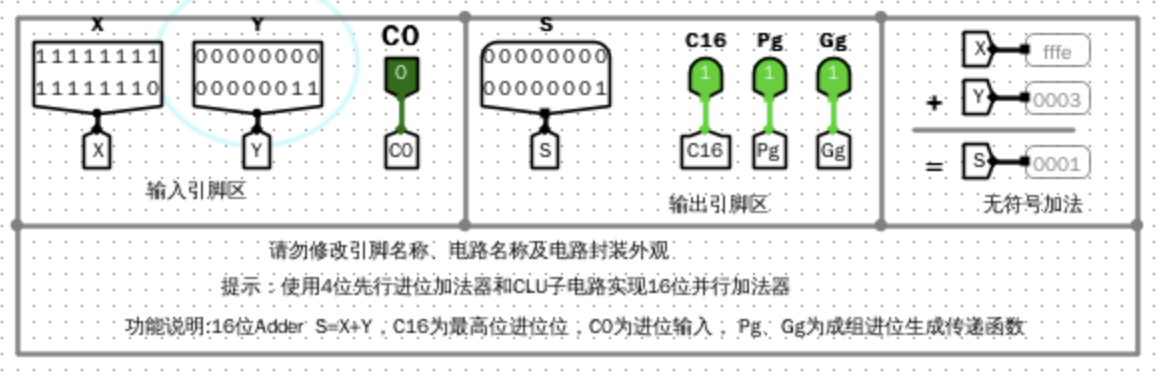 X Y C0 S C16 Pg Gg
11111111 00000000 0 00000000 1 1 1
11111110 00000011 00000001
X Y C0 S C16 Pg Gg
输入引脚区
输出引脚区
X fffe
+ Y 0003
= S 0001
无符号加法
请勿修改引脚名称、电路名称及电路封装外观
提示：使用4位先行进位加法器和CLU子电路实现16位并行加法器
功能说明:16位Adder S=X+Y，C16为最高位进位位，C0为进位输入， Pg、Gg为成组进位生成传递函数